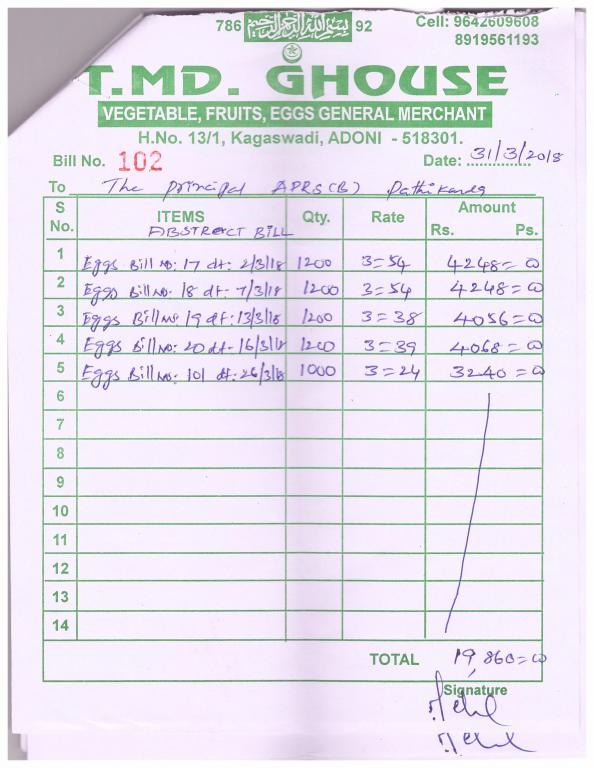 786 بسم الله الرحمن الرحيم 92
Cell: 9642609608
8919561193
T.MD. GHOUSE
VEGETABLE, FRUITS, EGGS GENERAL MERCHANT
H.No. 13/1, Kagaswadi, ADONI - 518301.
Bill No. 102 Date: 31/3/2018
To The principal APRS(B) Pathikonda
S No. ITEMS Qty. Rate Amount Rs. Ps.
ABSTRACT BILL
1 Eggs Bill no: 17 dt: 2/3/18 1200 3=54 4248=00
2 Eggs Bill no: 18 dt: 7/3/18 1200 3=54 4248=00
3 Eggs Bill no: 19 dt: 13/3/18 1200 3=38 4056=00
4 Eggs Bill no: 20 dt- 16/3/18 1200 3=39 4068=00
5 Eggs Bill no: 101 dt: 26/3/18 1000 3=24 3240=00
6
7
8
9
10
11
12
13
14
TOTAL 19,860=00
Signature